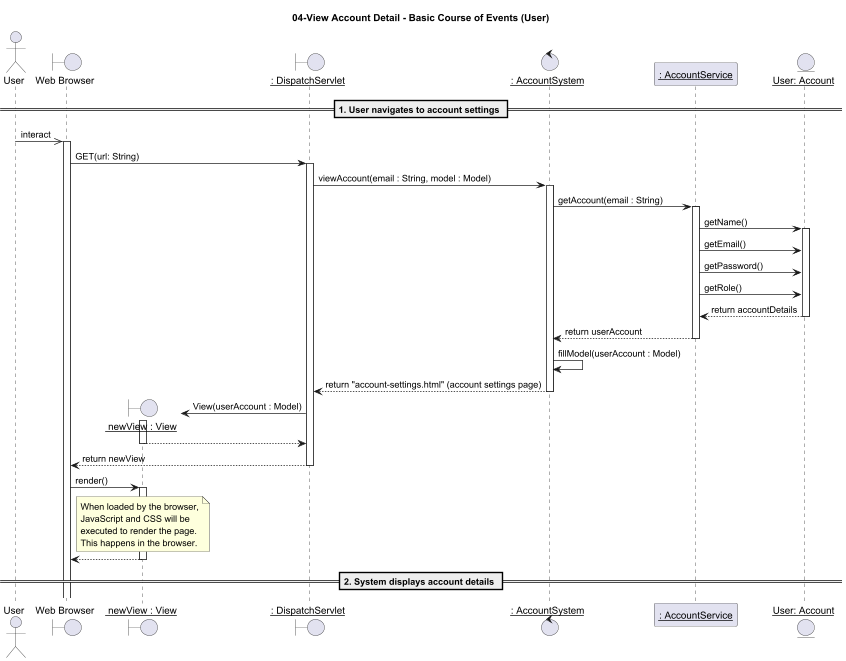 04-View Account Detail - Basic Course of Events (User)
User
Web Browser
: DispatchServlet
: AccountSystem
: AccountService
User: Account
1. User navigates to account settings
interact
GET(url: String)
viewAccount(email : String, model : Model)
getAccount(email : String)
getName()
getEmail()
getPassword()
getRole()
return accountDetails
return userAccount
fillModel(userAccount : Model)
return "account-settings.html" (account settings page)
View(userAccount : Model)
newView : View
return newView
render()
When loaded by the browser,
JavaScript and CSS will be
executed to render the page.
This happens in the browser.
2. System displays account details
User
Web Browser
newView : View
: DispatchServlet
: AccountSystem
: AccountService
User: Account